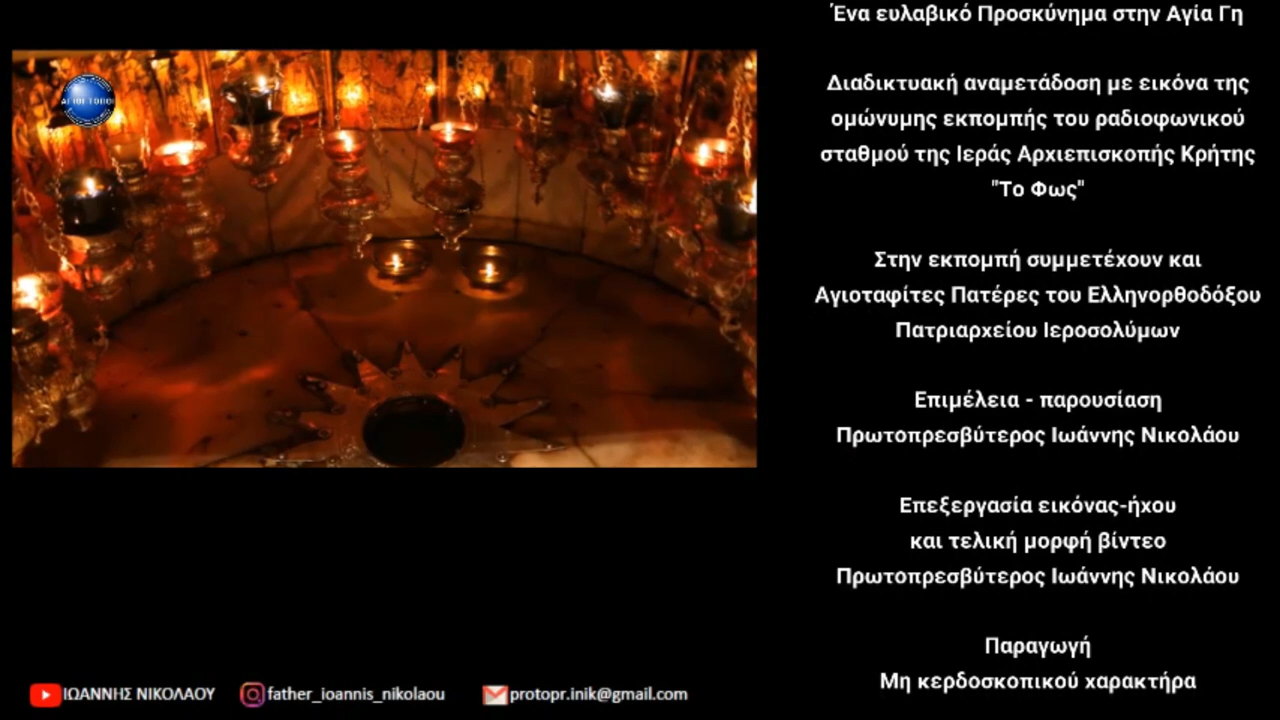 ΑΓΙΟΙ ΤΟΠΟΙ
Ένα ευλαβικό Προσκύνημα στην Αγία Γη
Διαδικτυακή αναμετάδοση με εικόνα της
ομώνυμης εκπομπής του ραδιοφωνικού
σταθμού της Ιεράς Αρχιεπισκοπής Κρήτης
"Το Φως"
Στην εκπομπή συμμετέχουν και
Αγιοταφίτες Πατέρες του Ελληνορθοδόξου
Πατριαρχείου Ιεροσολύμων
Επιμέλεια - παρουσίαση
Πρωτοπρεσβύτερος Ιωάννης Νικολάου
Επεξεργασία εικόνας-ήχου
και τελική μορφή βίντεο
Πρωτοπρεσβύτερος Ιωάννης Νικολάου
Παραγωγή
Μη κερδοσκοπικού χαρακτήρα
ΙΩΑΝΝΗΣ ΝΙΚΟΛΑΟΥ father_ioannis_nikolaou protopr.inik@gmail.com